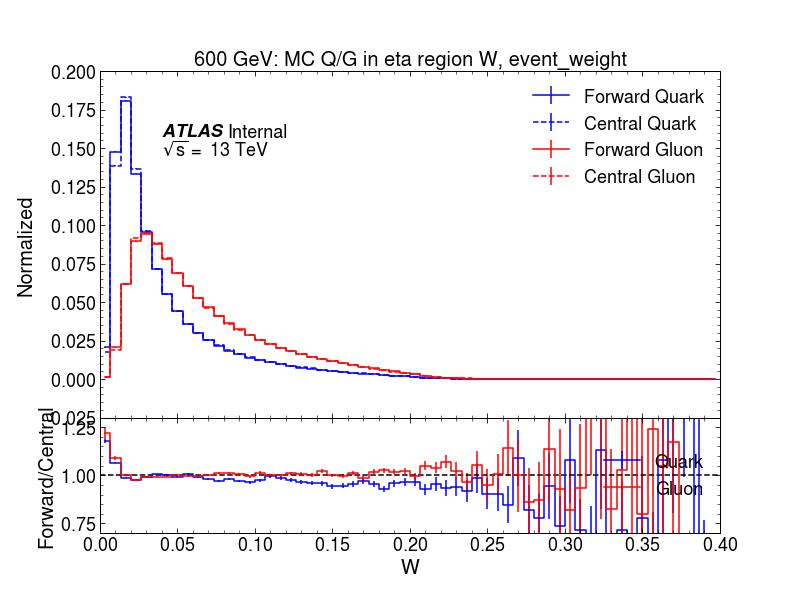 600 GeV: MC Q/G in eta region W, event_weight
0.200
0.175
0.150
0.125
0.100
0.075
0.050
0.025
0.000
0.025
Normalized
ATLAS Internal
√s = 13 TeV
Forward Quark
Central Quark
Forward Gluon
Central Gluon
1.25
1.00
0.75
Forward/Central
Quark
Gluon
0.00 0.05 0.10 0.15 0.20 0.25 0.30 0.35 0.40
W